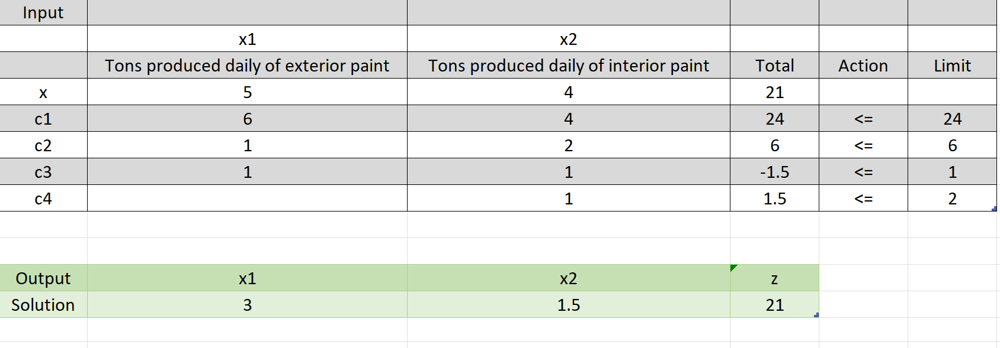 Input
x1 x2
Tons produced daily of exterior paint Tons produced daily of interior paint Total Action Limit
x 5 4 21
c1 6 4 24 <= 24
c2 1 2 6 <= 6
c3 1 1 -1.5 <= 1
c4 1 1.5 <= 2
Output x1 x2 z
Solution 3 1.5 21